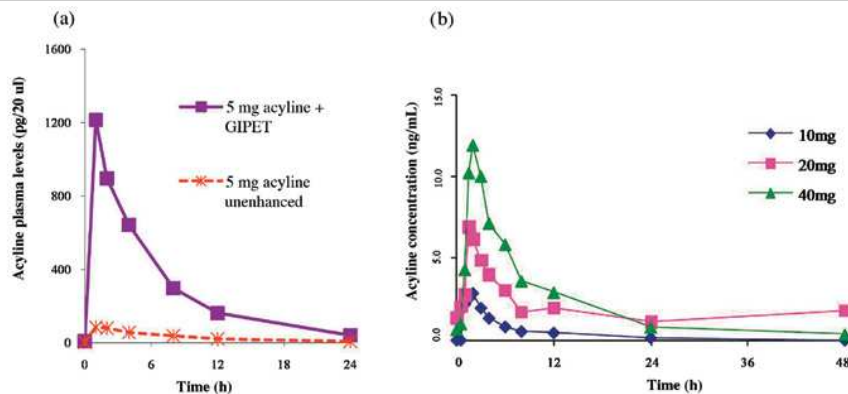 (a)
Acyline plasma levels (pg/20 ul)
1600
1200
800
400
0
0
6
12
18
24
Time (h)
5 mg acyline +
GIPET
5 mg acyline
unenhanced
(b)
Acyline concentration (ng/mL)
15.0
10.0
5.0
0.0
0
12
24
36
48
Time (h)
10mg
20mg
40mg